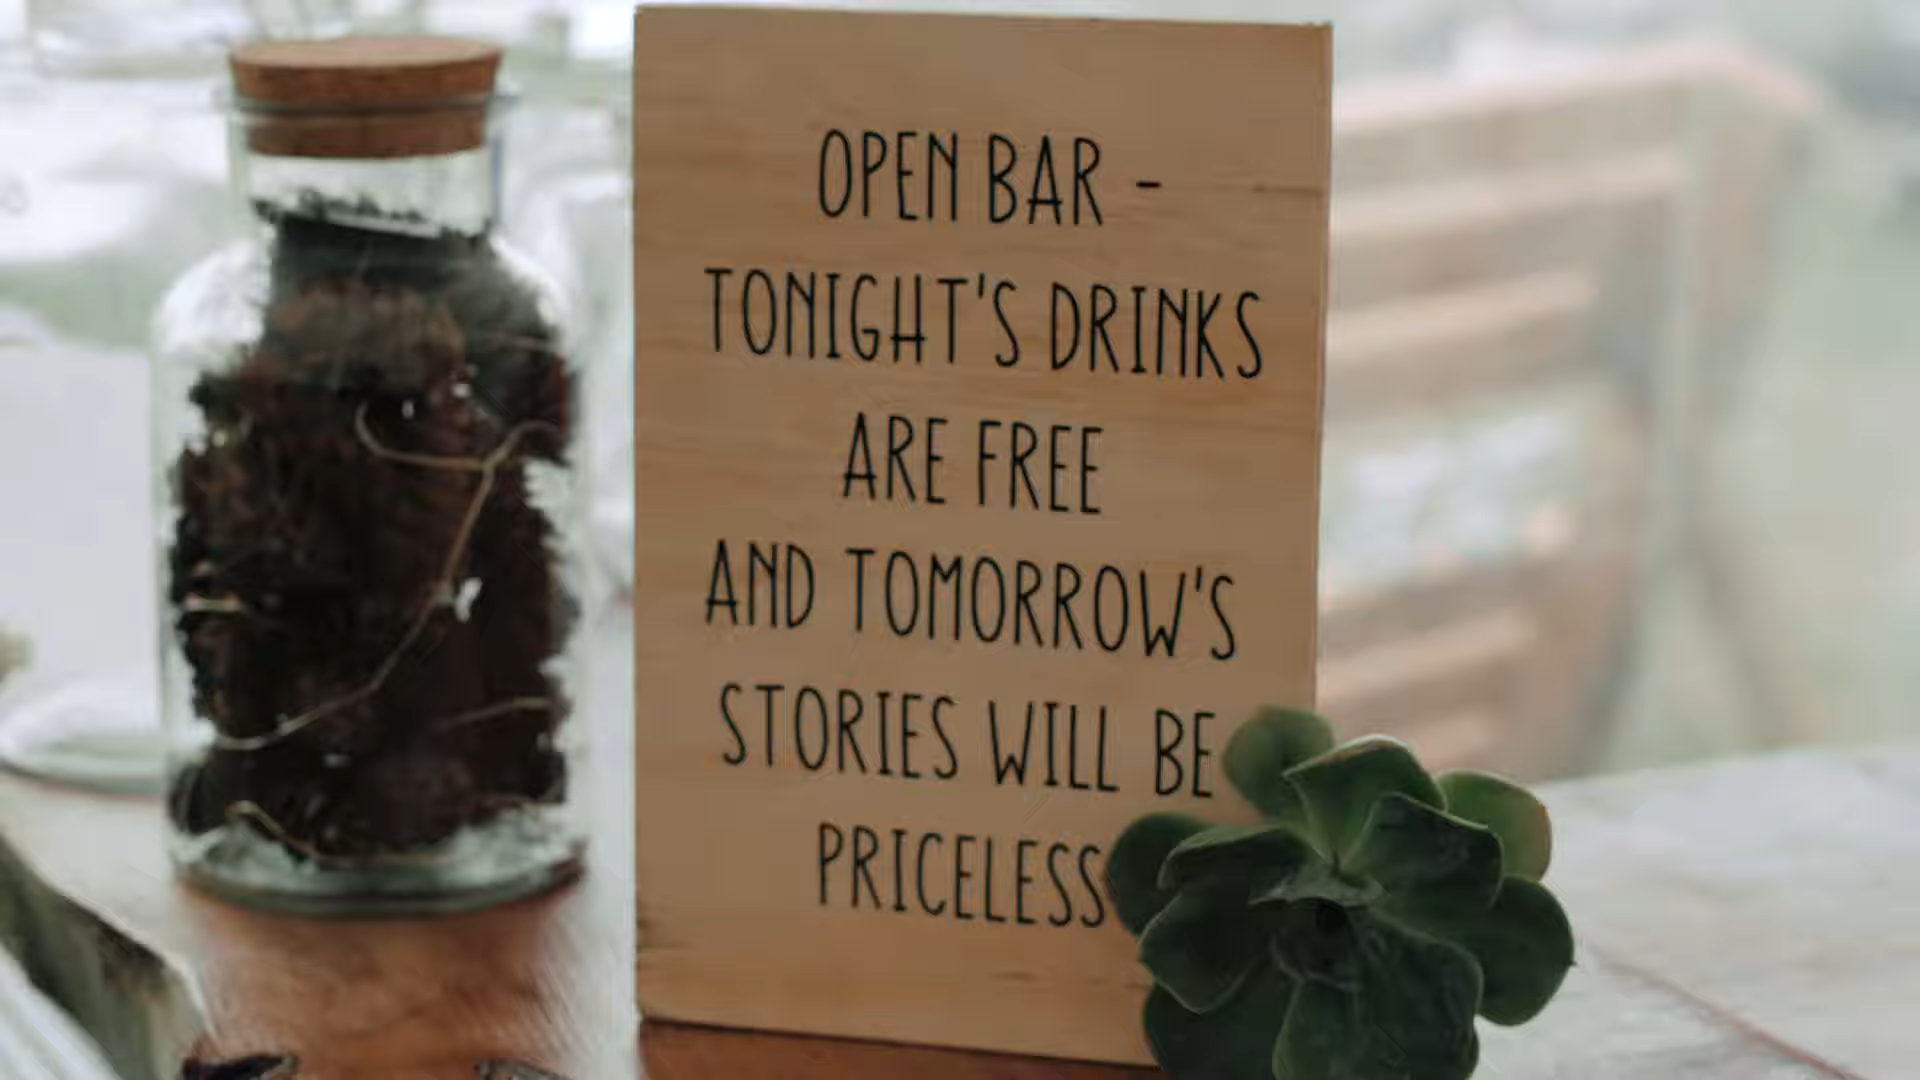 OPEN BAR -
TONIGHT'S DRINKS
ARE FREE
AND TOMORROW'S
STORIES WILL BE
PRICELESS